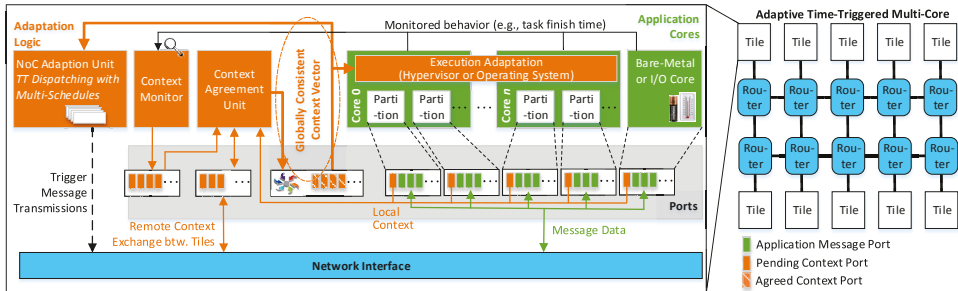 Adaptation
Logic
Monitored behavior (e.g., task finish time)
Application
Cores
NoC Adaption Unit
TT Dispatching with
Multi-Schedules
Context
Monitor
Context
Agreement
Unit
Globally Consistent
Context Vector
Core 0
Execution Adaptation
(Hypervisor or Operating System)
Parti
-tion
Parti
-tion
...
...
Core n
Parti
-tion
Parti
-tion
...
Bare-Metal
or I/O Core
Trigger
Message
Transmissions
...
...
...
...
...
...
...
...
Ports
Remote Context
Exchange btw. Tiles
Local
Context
Message Data
Network Interface
Adaptive Time-Triggered Multi-Core
Tile
Tile
Tile
Tile
Tile
Rou-
ter
Rou-
ter
Rou-
ter
Rou-
ter
Rou-
ter
Rou-
ter
Rou-
ter
Rou-
ter
Rou-
ter
Rou-
ter
Tile
Tile
Tile
Tile
Tile
Application Message Port
Pending Context Port
Agreed Context Port